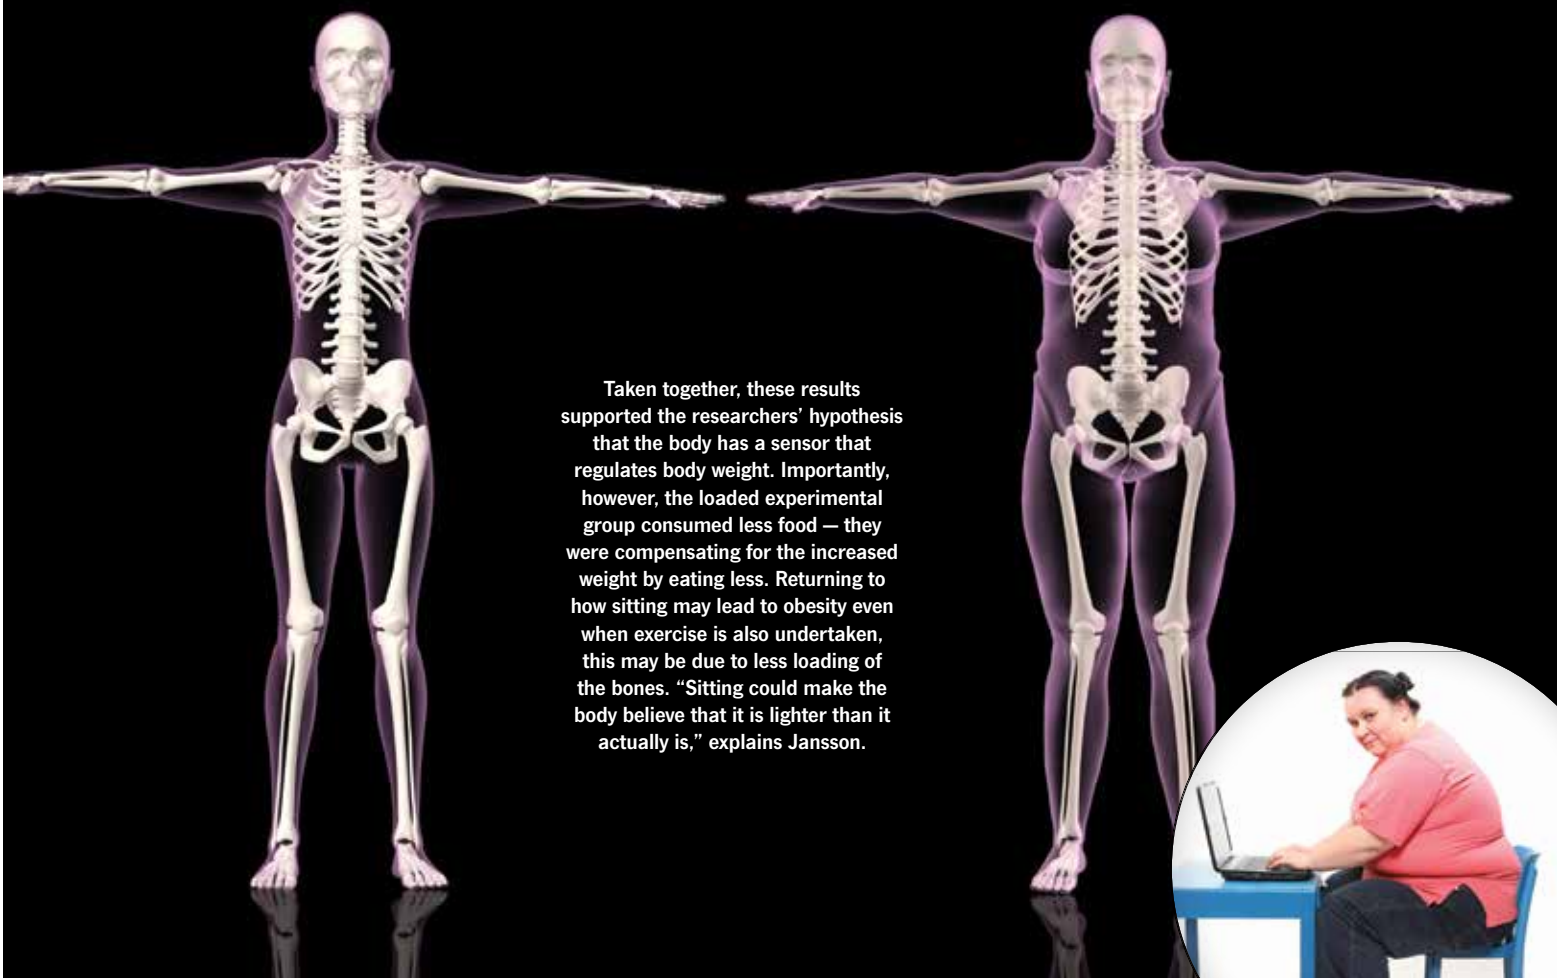 Taken together, these results
supported the researchers’ hypothesis
that the body has a sensor that
regulates body weight. Importantly,
however, the loaded experimental
group consumed less food — they
were compensating for the increased
weight by eating less. Returning to
how sitting may lead to obesity even
when exercise is also undertaken,
this may be due to less loading of
the bones. “Sitting could make the
body believe that it is lighter than it
actually is,” explains Jansson.